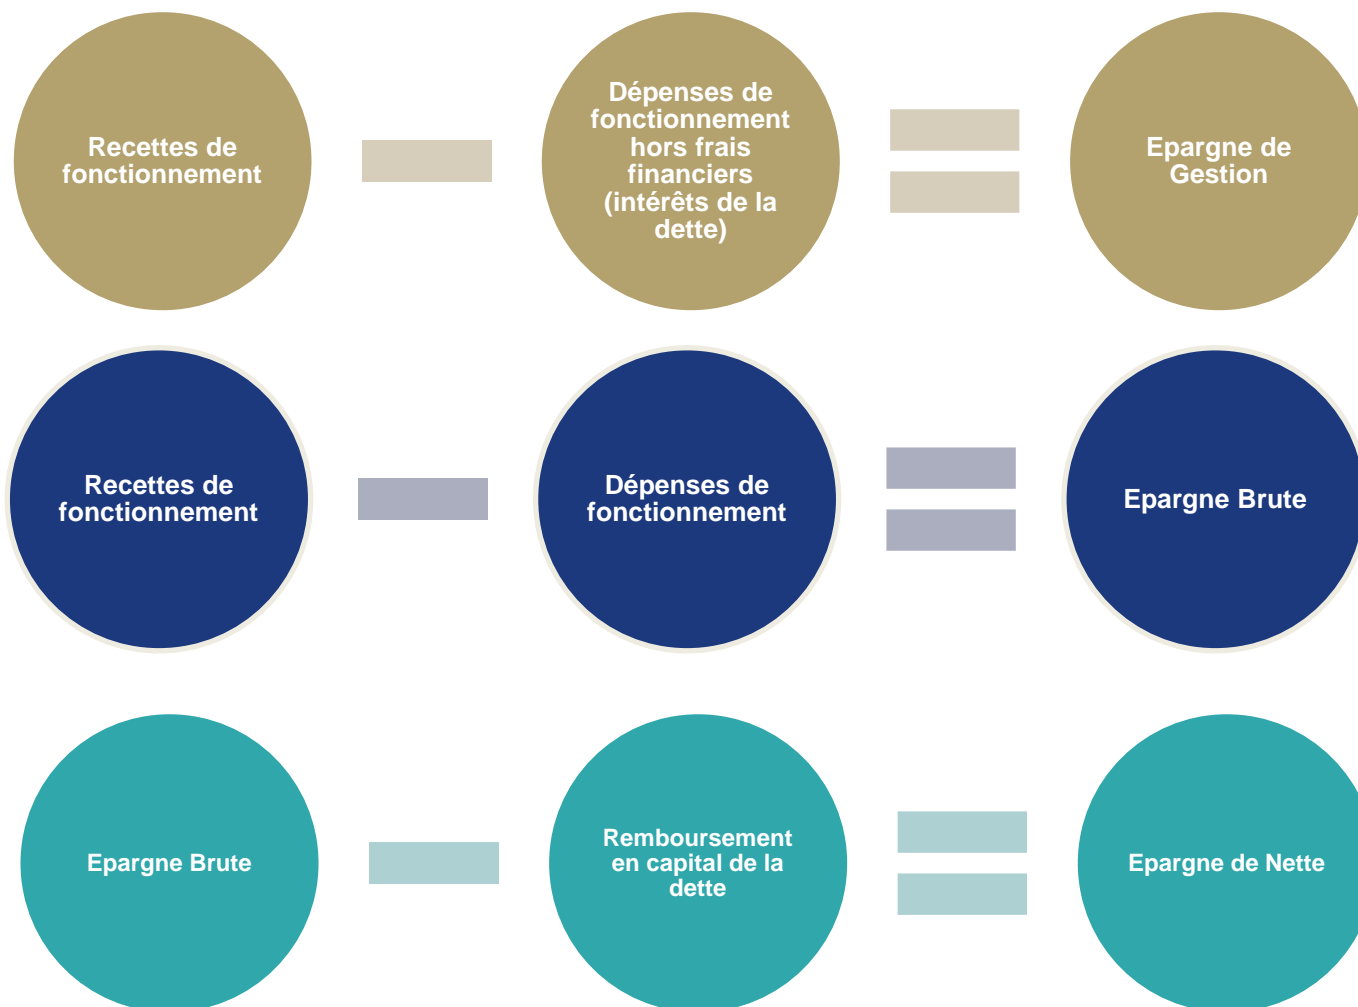 Recettes de
fonctionnement
Dépenses de
fonctionnement
hors frais
financiers
(intérêts de la
dette)
Epargne de
Gestion
Recettes de
fonctionnement
Dépenses de
fonctionnement
Epargne Brute
Epargne Brute
Remboursement
en capital de la
dette
Epargne de Nette